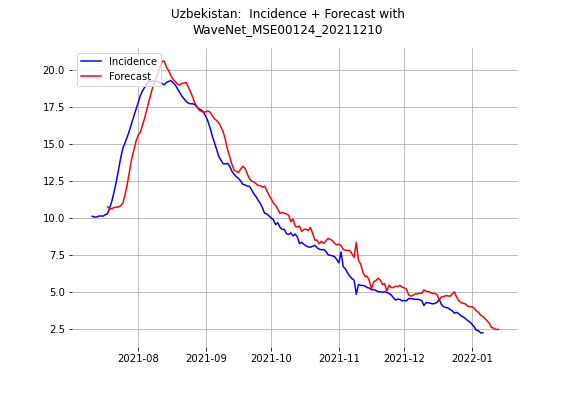 Uzbekistan:  Incidence + Forecast with
WaveNet_MSE00124_20211210
Incidence
Forecast
20.0
17.5
15.0
12.5
10.0
7.5
5.0
2.5
2021-08 2021-09 2021-10 2021-11 2021-12 2022-01